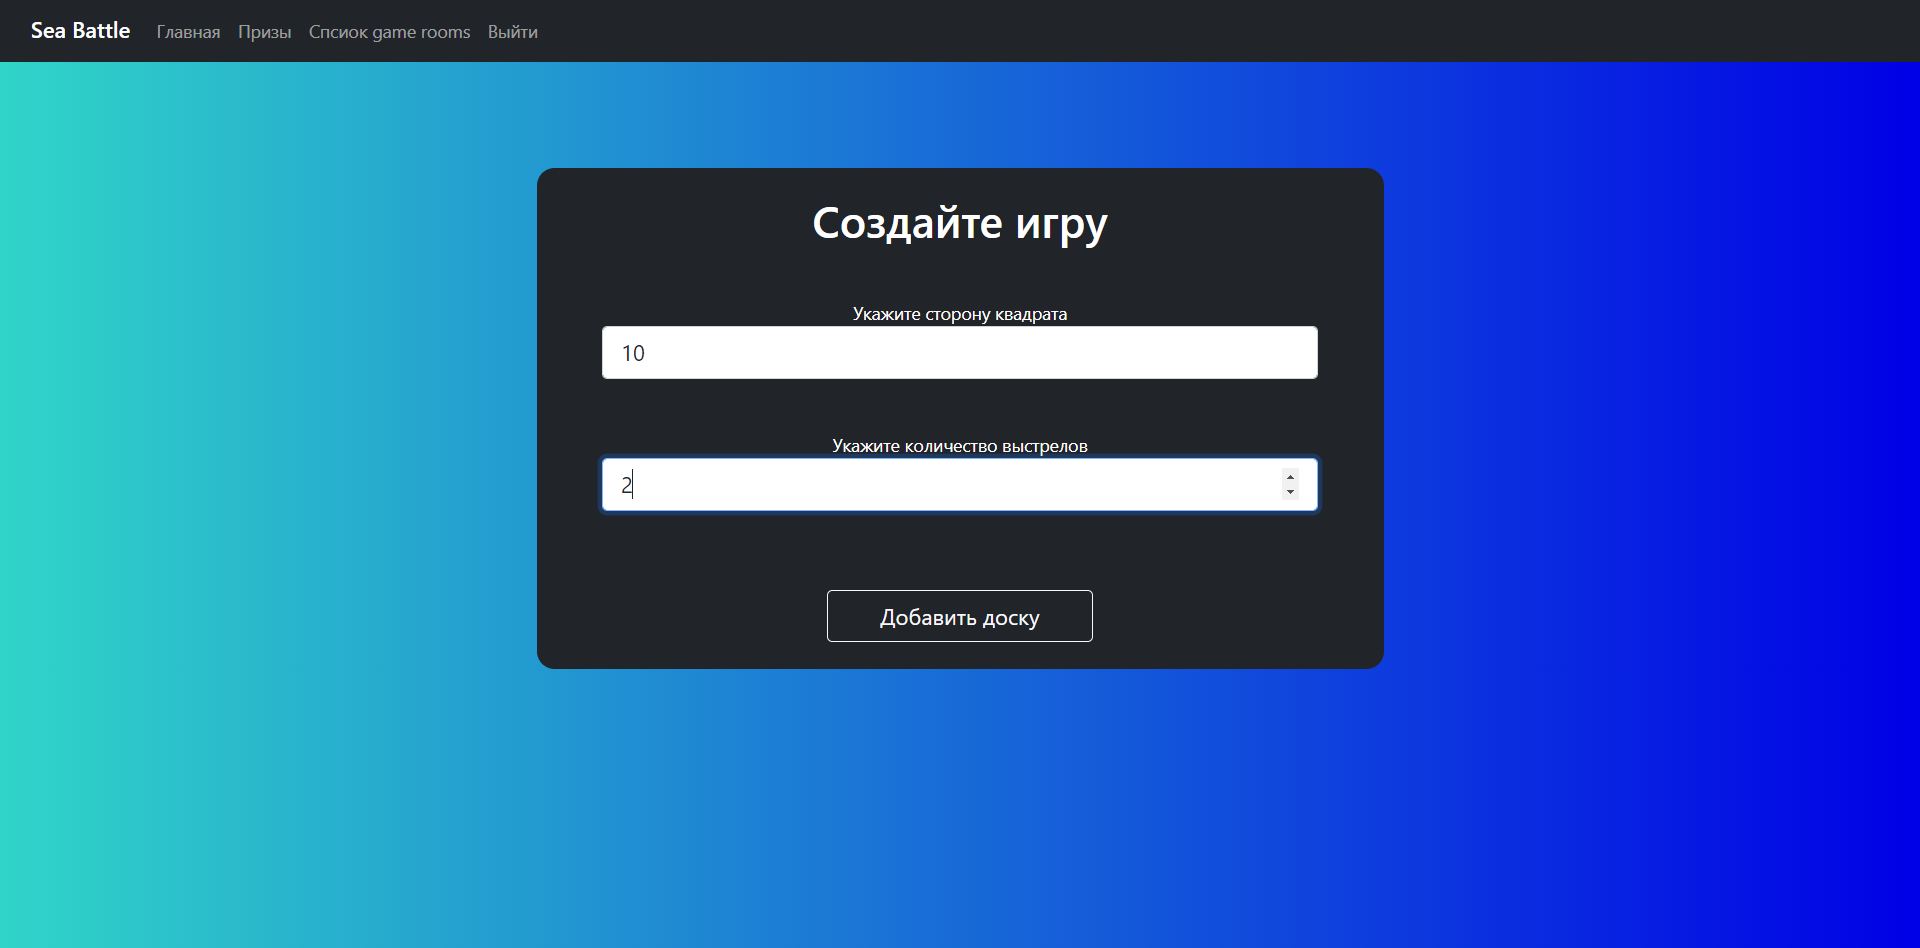 Sea Battle Главная Призы Спсиок game rooms Выйти
Создайте игру
Укажите сторону квадрата
10
Укажите количество выстрелов
2
Добавить доску